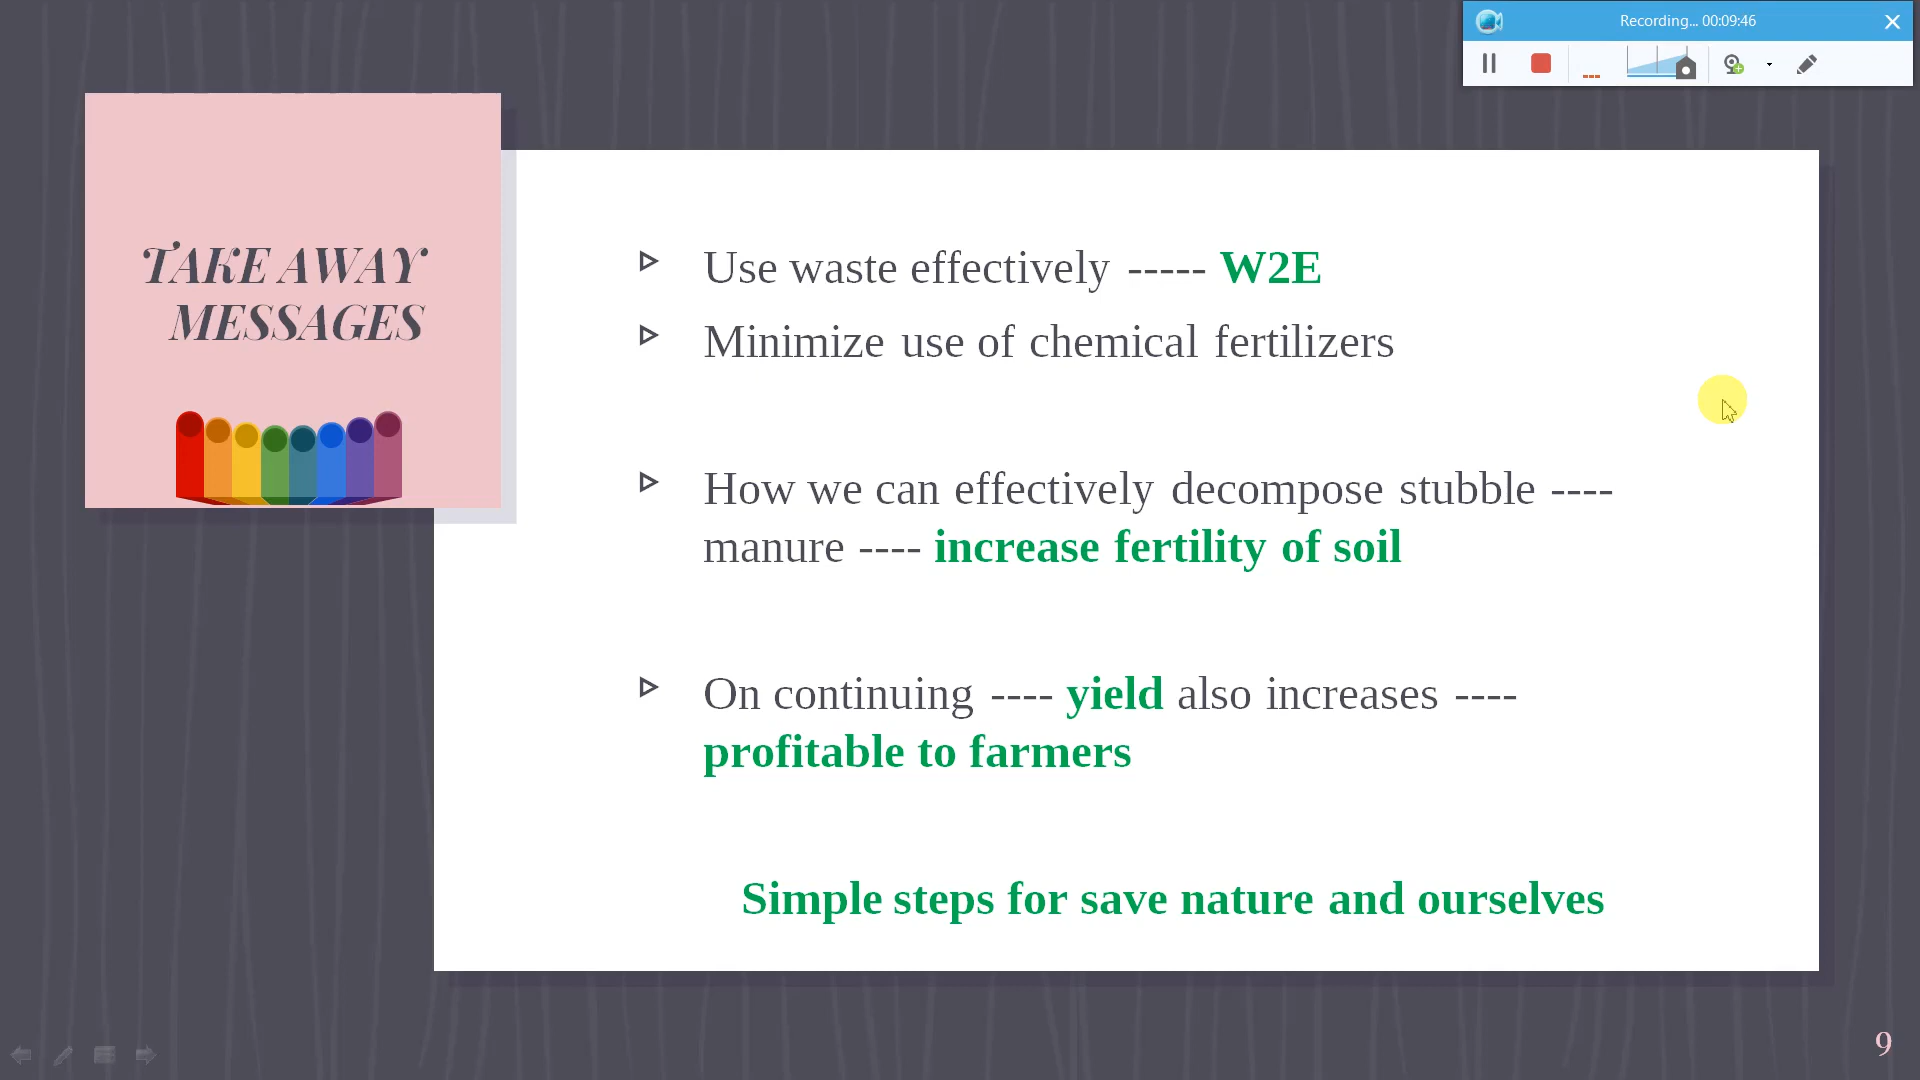 Recording... 00:09:46
TAKE AWAY
MESSAGES
Use waste effectively ----- W2E
Minimize use of chemical fertilizers
How we can effectively decompose stubble ----
manure ---- increase fertility of soil
On continuing ---- yield also increases ----
profitable to farmers
Simple steps for save nature and ourselves
9